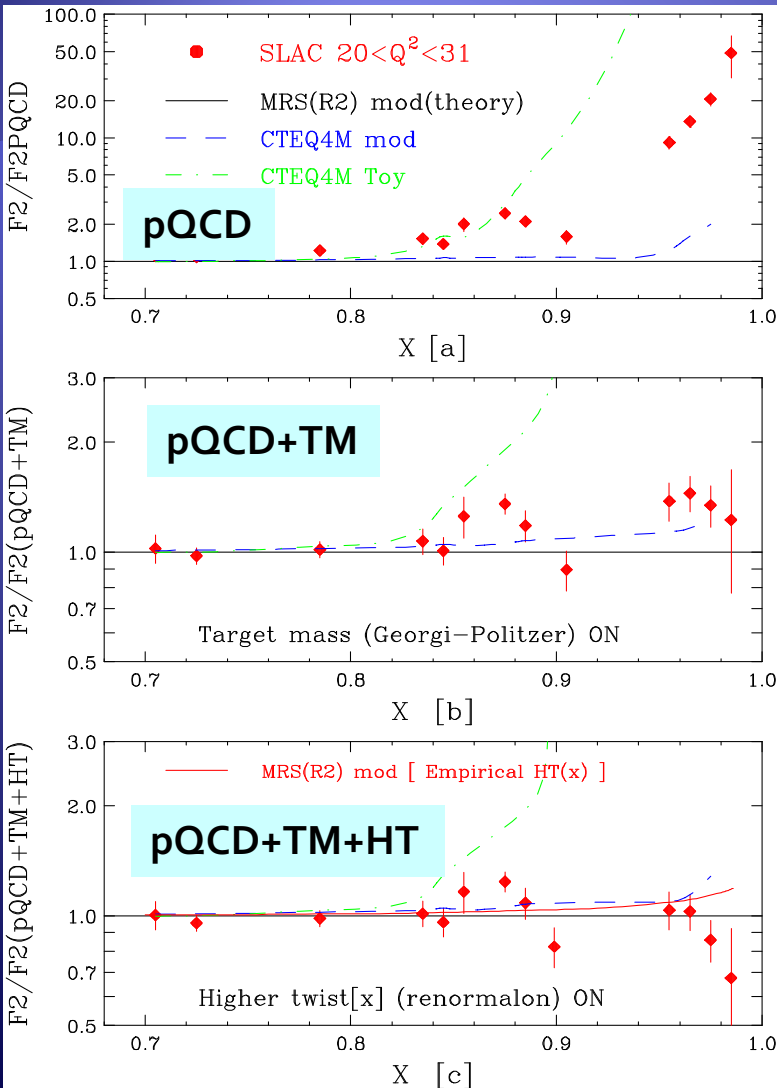 100.0
50.0
20.0
10.0
5.0
2.0
1.0
0.5
F2/F2PQCD
SLAC 20<Q²<31
MRS(R2) mod(theory)
CTEQ4M mod
CTEQ4M Toy
pQCD
0.7 0.8 0.9 1.0
X [a]
3.0
2.0
1.0
0.7
0.5
F2/F2(pQCD+TM)
pQCD+TM
Target mass (Georgi-Politzer) ON
0.7 0.8 0.9 1.0
X [b]
3.0
2.0
1.0
0.7
0.5
F2/F2(pQCD+TM+HT)
MRS(R2) mod [ Empirical HT(x) ]
pQCD+TM+HT
Higher twist[x] (renormalon) ON
0.7 0.8 0.9 1.0
X [c]